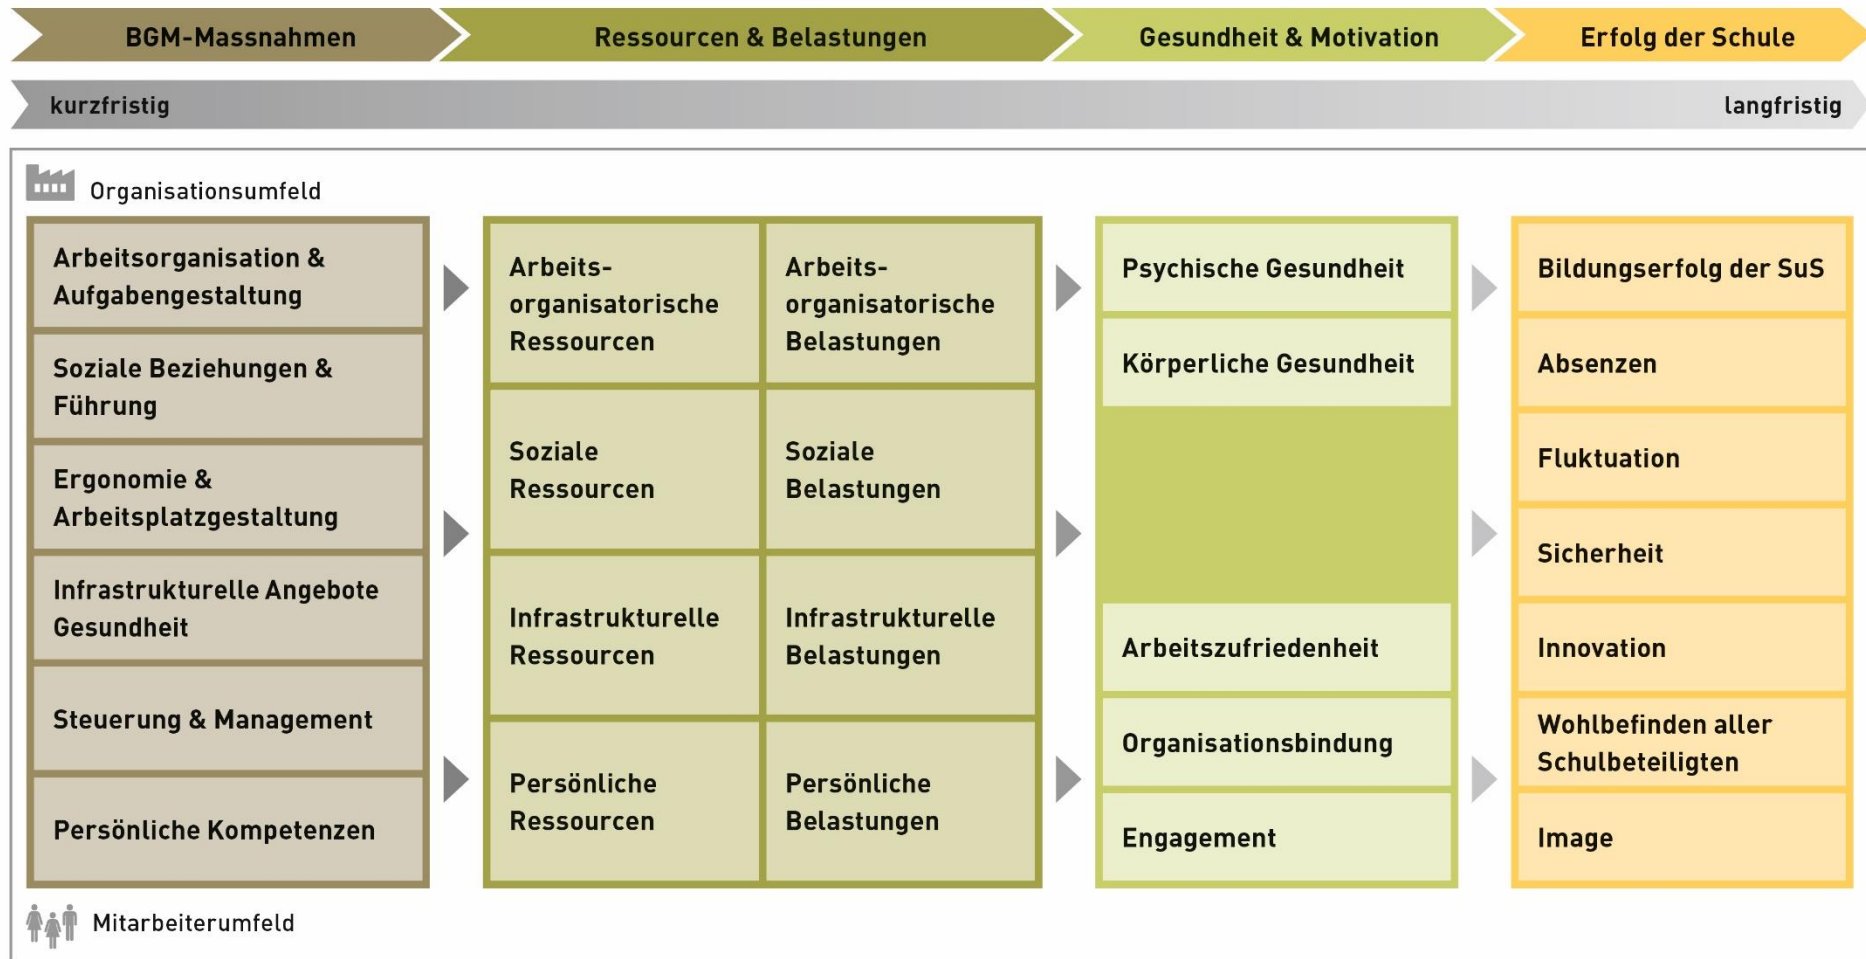 BGM-Massnahmen
Ressourcen & Belastungen
Gesundheit & Motivation
Erfolg der Schule
kurzfristig
langfristig
Organisationsumfeld
Arbeitsorganisation &
Aufgabengestaltung
Soziale Beziehungen &
Führung
Ergonomie &
Arbeitsplatzgestaltung
Infrastrukturelle Angebote
Gesundheit
Steuerung & Management
Persönliche Kompetenzen
Arbeits-
organisatorische
Ressourcen
Arbeits-
organisatorische
Belastungen
Soziale
Ressourcen
Soziale
Belastungen
Infrastrukturelle
Ressourcen
Infrastrukturelle
Belastungen
Persönliche
Ressourcen
Persönliche
Belastungen
Psychische Gesundheit
Körperliche Gesundheit
Arbeitszufriedenheit
Organisationsbindung
Engagement
Bildungserfolg der SuS
Absenzen
Fluktuation
Sicherheit
Innovation
Wohlbefinden aller
Schulbeteiligten
Image
Mitarbeiterumfeld